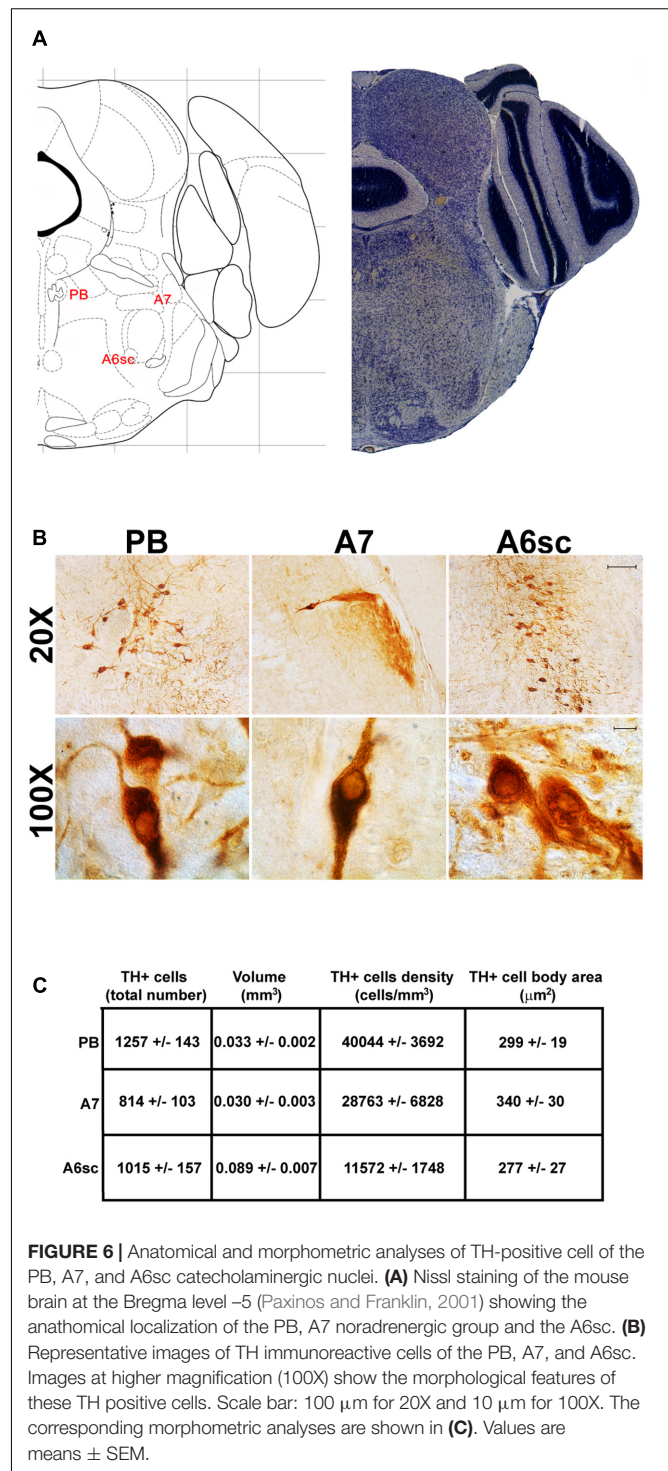 A
PB
A7
A6sc
B
PB A7 A6sc
20X
100X
C
TH+ cells (total number) Volume (mm³) TH+ cells density (cells/mm³) TH+ cell body area (μm²)
PB 1257 +/- 143 0.033 +/- 0.002 40044 +/- 3692 299 +/- 19
A7 814 +/- 103 0.030 +/- 0.003 28763 +/- 6828 340 +/- 30
A6sc 1015 +/- 157 0.089 +/- 0.007 11572 +/- 1748 277 +/- 27
FIGURE 6 | Anatomical and morphometric analyses of TH-positive cell of the
PB, A7, and A6sc catecholaminergic nuclei. (A) Nissl staining of the mouse
brain at the Bregma level –5 (Paxinos and Franklin, 2001) showing the
anathomical localization of the PB, A7 noradrenergic group and the A6sc. (B)
Representative images of TH immunoreactive cells of the PB, A7, and A6sc.
Images at higher magnification (100X) show the morphological features of
these TH positive cells. Scale bar: 100 μm for 20X and 10 μm for 100X. The
corresponding morphometric analyses are shown in (C). Values are
means ± SEM.